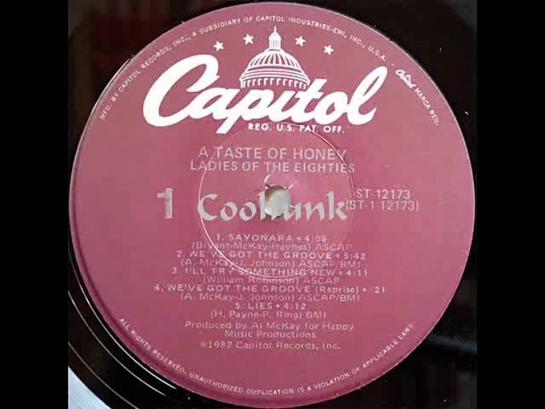 MFD. BY CAPITOL RECORDS, INC., A SUBSIDIARY OF CAPITOL INDUSTRIES-EMI, INC., U.S.A. • Capitol MARCA REG.
Capitol
REG. U.S. PAT. OFF.
A TASTE OF HONEY
LADIES OF THE EIGHTIES
1
ST-12173
(ST-1 12173)
1. SAYONARA • 4:06
(Bryant-McKay-Haynes) ASCAP
2. WE'VE GOT THE GROOVE • 5:42
(A. McKay-J. Johnson) ASCAP/BMI
3. I'LL TRY SOMETHING NEW • 4:11
(William Robinson) ASCAP
4. WE'VE GOT THE GROOVE (Reprise) • :21
(A. McKay-J. Johnson) ASCAP/BMI
5. LIES • 4:12
(H. Payne-P. Ring) BMI
Produced by Al McKay for Happy
Music Productions
℗1982 Capitol Records, Inc.
ALL RIGHTS RESERVED. UNAUTHORIZED DUPLICATION IS A VIOLATION OF APPLICABLE LAWS.